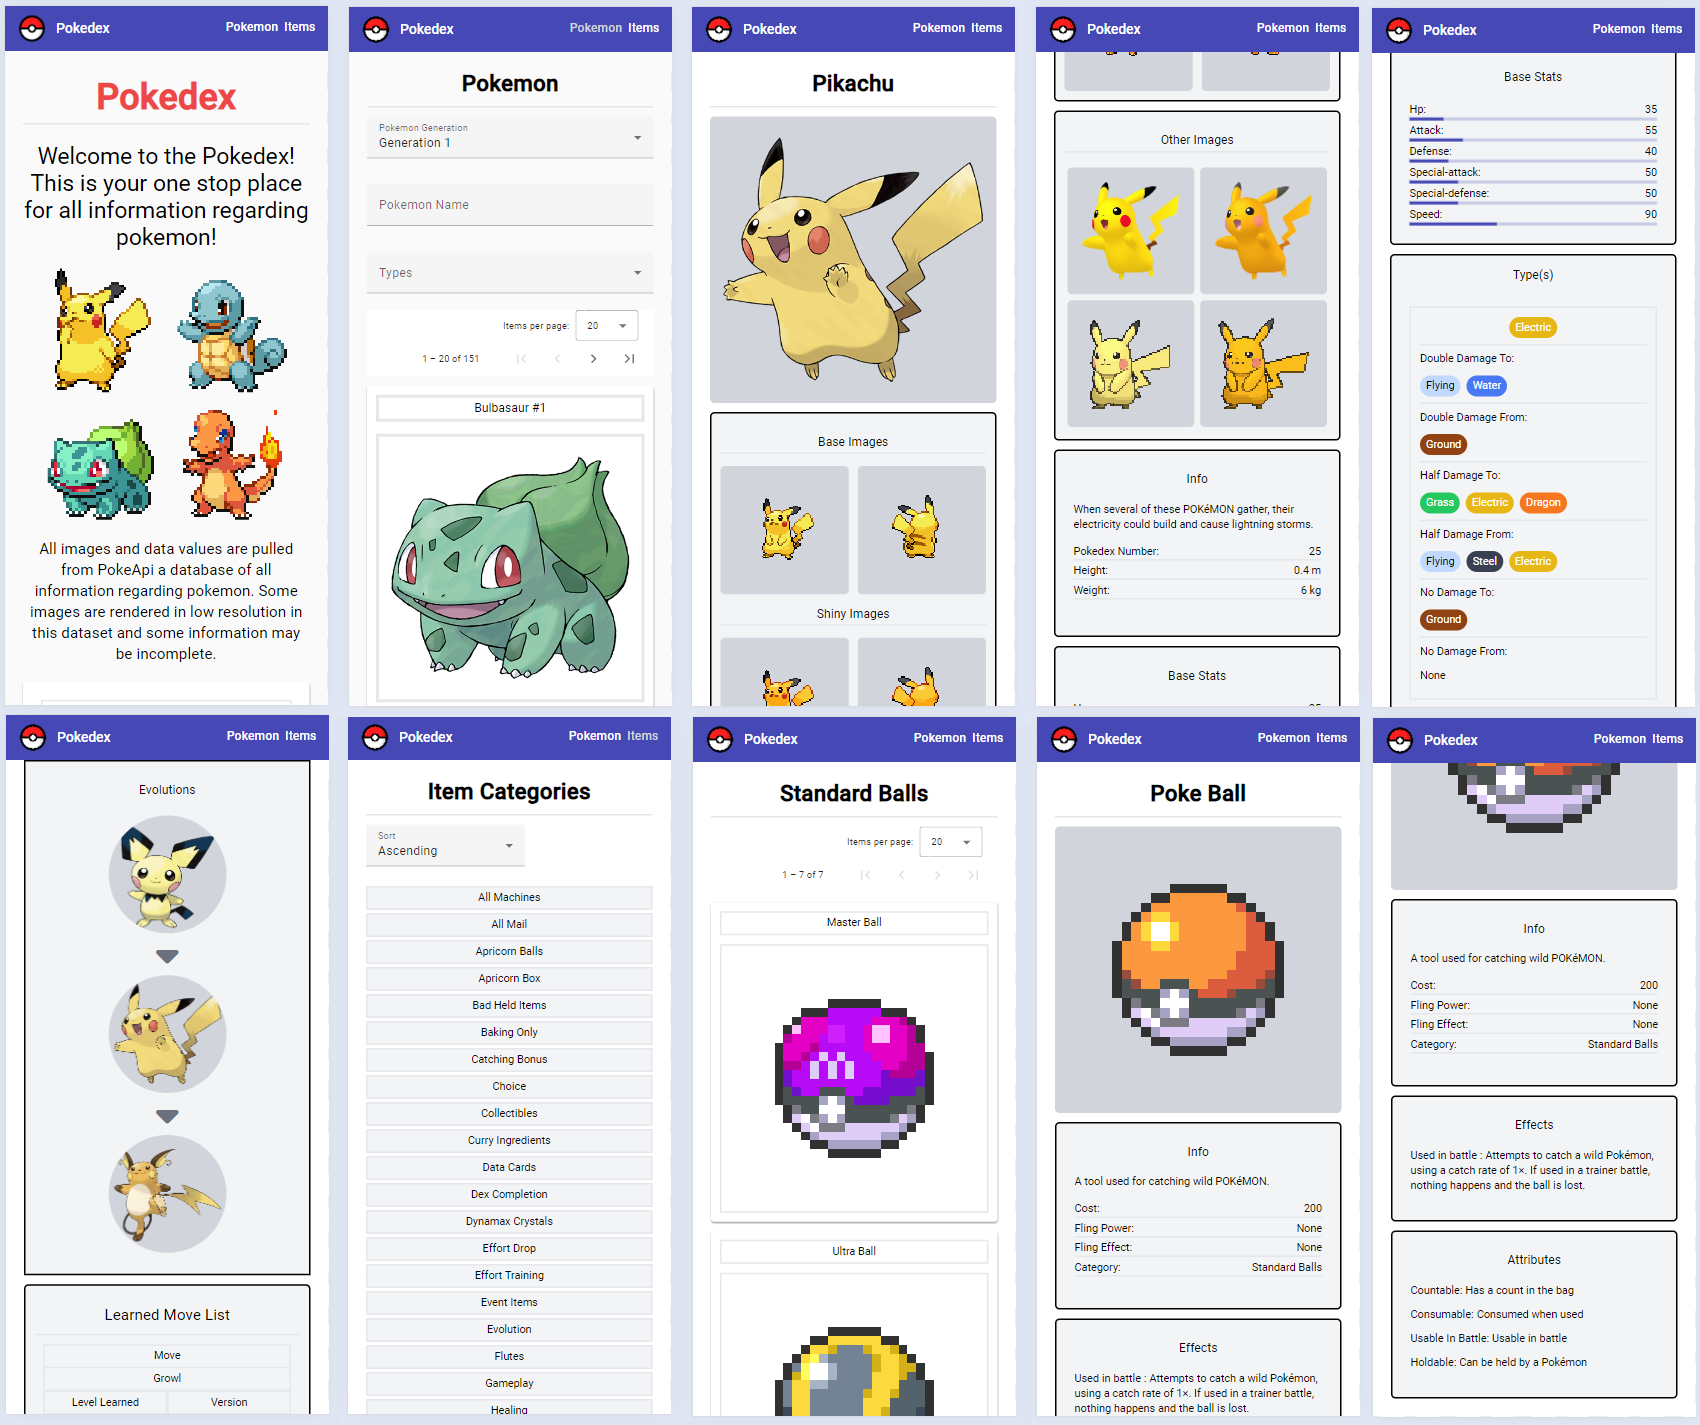 Pokedex
Pokemon Items
Pokedex
Welcome to the Pokedex!
This is your one stop place
for all information regarding
pokemon!
All images and data values are pulled
from PokeApi a database of all
information regarding pokemon. Some
images are rendered in low resolution in
this dataset and some information may
be incomplete.
Pokedex
Pokemon Items
Pokemon
Pokemon Generation
Generation 1
Pokemon Name
Types
Items per page: 20
1 – 20 of 151
Bulbasaur #1
Pokedex
Pokemon Items
Pikachu
Base Images
Shiny Images
Pokedex
Pokemon Items
Other Images
Info
When several of these POKéMON gather, their
electricity could build and cause lightning storms.
Pokedex Number: 25
Height: 0.4 m
Weight: 6 kg
Base Stats
Pokedex
Pokemon Items
Base Stats
Hp: 35
Attack: 55
Defense: 40
Special-attack: 50
Special-defense: 50
Speed: 90
Type(s)
Electric
Double Damage To:
Flying Water
Double Damage From:
Ground
Half Damage To:
Grass Electric Dragon
Half Damage From:
Flying Steel Electric
No Damage To:
Ground
No Damage From:
None
Pokedex
Pokemon Items
Evolutions
Learned Move List
Move
Growl
Level Learned Version
Pokedex
Pokemon Items
Item Categories
Sort
Ascending
All Machines
All Mail
Apricorn Balls
Apricorn Box
Bad Held Items
Baking Only
Catching Bonus
Choice
Collectibles
Curry Ingredients
Data Cards
Dex Completion
Dynamax Crystals
Effort Drop
Effort Training
Event Items
Evolution
Flutes
Gameplay
Healing
Pokedex
Pokemon Items
Standard Balls
Items per page: 20
1 – 7 of 7
Master Ball
Ultra Ball
Pokedex
Pokemon Items
Poke Ball
Info
A tool used for catching wild POKéMON.
Cost: 200
Fling Power: None
Fling Effect: None
Category: Standard Balls
Effects
Used in battle : Attempts to catch a wild Pokémon,
using a catch rate of 1×. If used in a trainer battle,
nothing happens and the ball is lost.
Pokedex
Pokemon Items
Info
A tool used for catching wild POKéMON.
Cost: 200
Fling Power: None
Fling Effect: None
Category: Standard Balls
Effects
Used in battle : Attempts to catch a wild Pokémon,
using a catch rate of 1×. If used in a trainer battle,
nothing happens and the ball is lost.
Attributes
Countable: Has a count in the bag
Consumable: Consumed when used
Usable In Battle: Usable in battle
Holdable: Can be held by a Pokémon